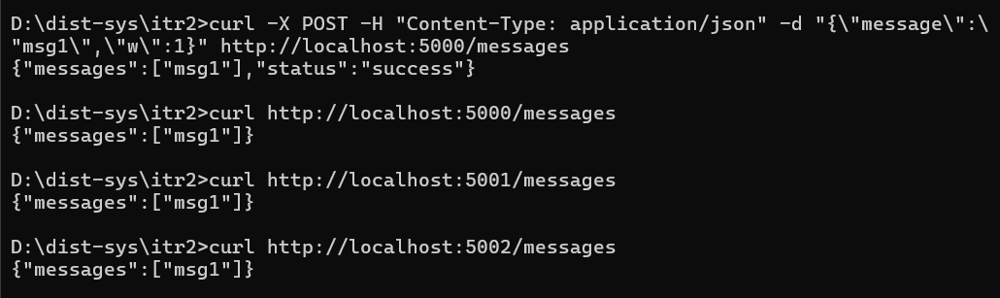 D:\dist-sys\itr2>curl -X POST -H "Content-Type: application/json" -d "{\"message\":\
"msg1\",\"w\":1}" http://localhost:5000/messages
{"messages":["msg1"],"status":"success"}
D:\dist-sys\itr2>curl http://localhost:5000/messages
{"messages":["msg1"]}
D:\dist-sys\itr2>curl http://localhost:5001/messages
{"messages":["msg1"]}
D:\dist-sys\itr2>curl http://localhost:5002/messages
{"messages":["msg1"]}